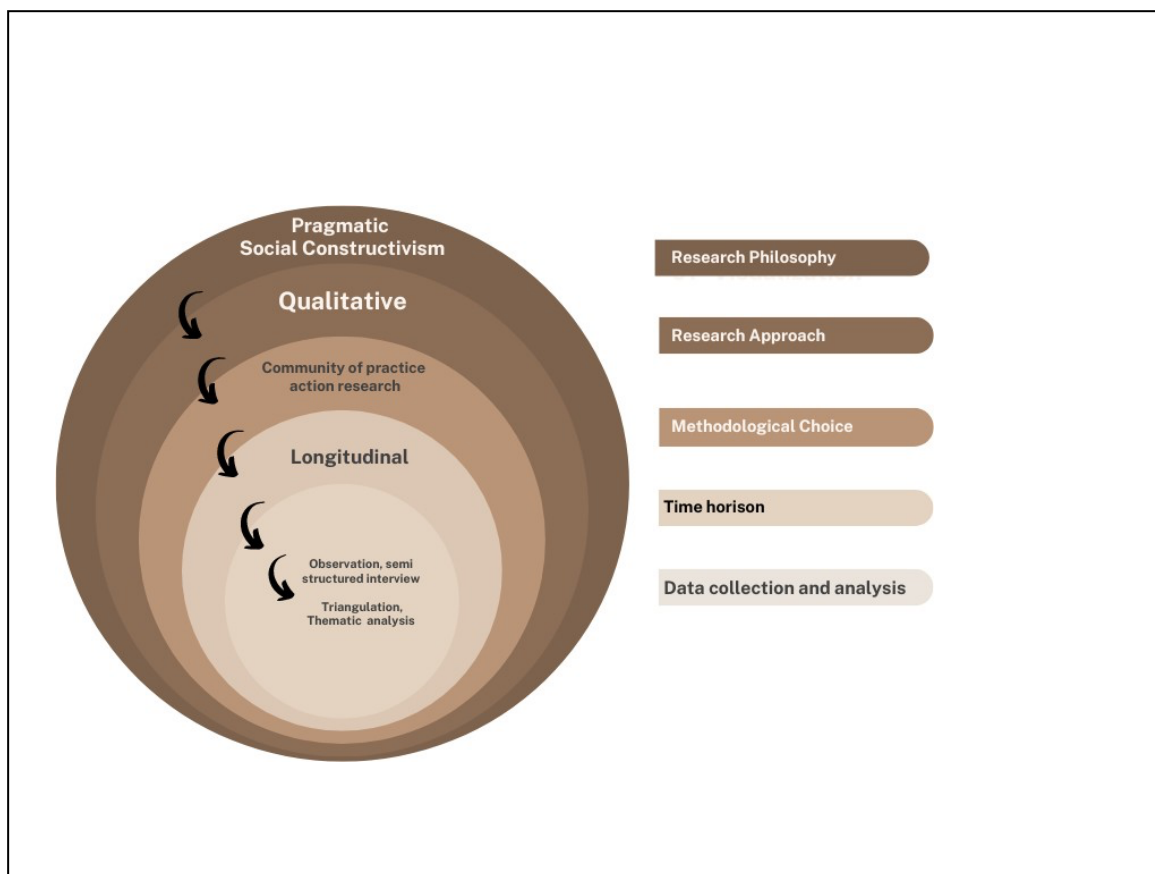 Pragmatic
Social Constructivism
Qualitative
Community of practice
action research
Longitudinal
Observation, semi
structured interview
Triangulation,
Thematic analysis
Research Philosophy
Research Approach
Methodological Choice
Time horison
Data collection and analysis